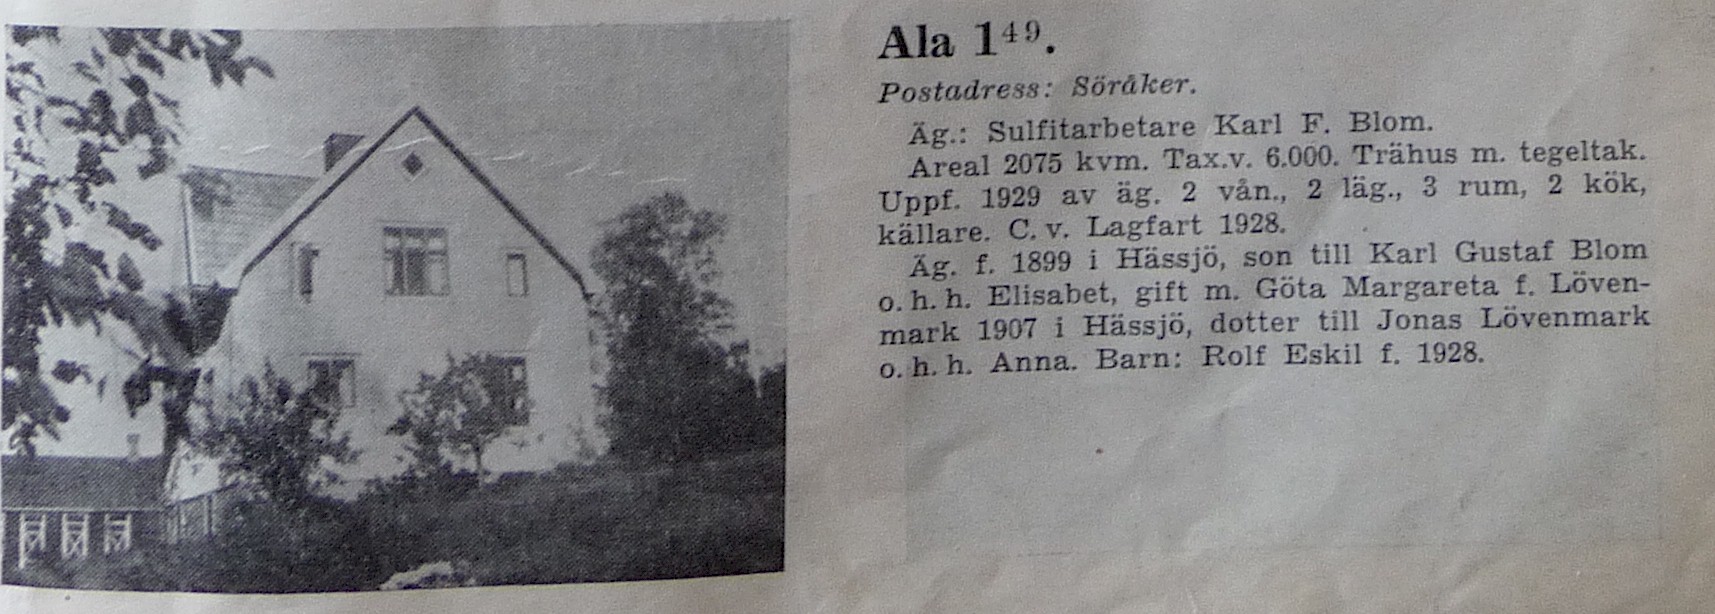 Ala 1⁴⁹.
Postadress: Söråker.
Äg.: Sulfitarbetare Karl F. Blom.
Areal 2075 kvm. Tax.v. 6.000. Trähus m. tegeltak.
Uppf. 1929 av äg. 2 vån., 2 läg., 3 rum, 2 kök,
källare. C. v. Lagfart 1928.
Äg. f. 1899 i Hässjö, son till Karl Gustaf Blom
o. h. h. Elisabet, gift m. Göta Margareta f. Löven-
mark 1907 i Hässjö, dotter till Jonas Lövenmark
o. h. h. Anna. Barn: Rolf Eskil f. 1928.